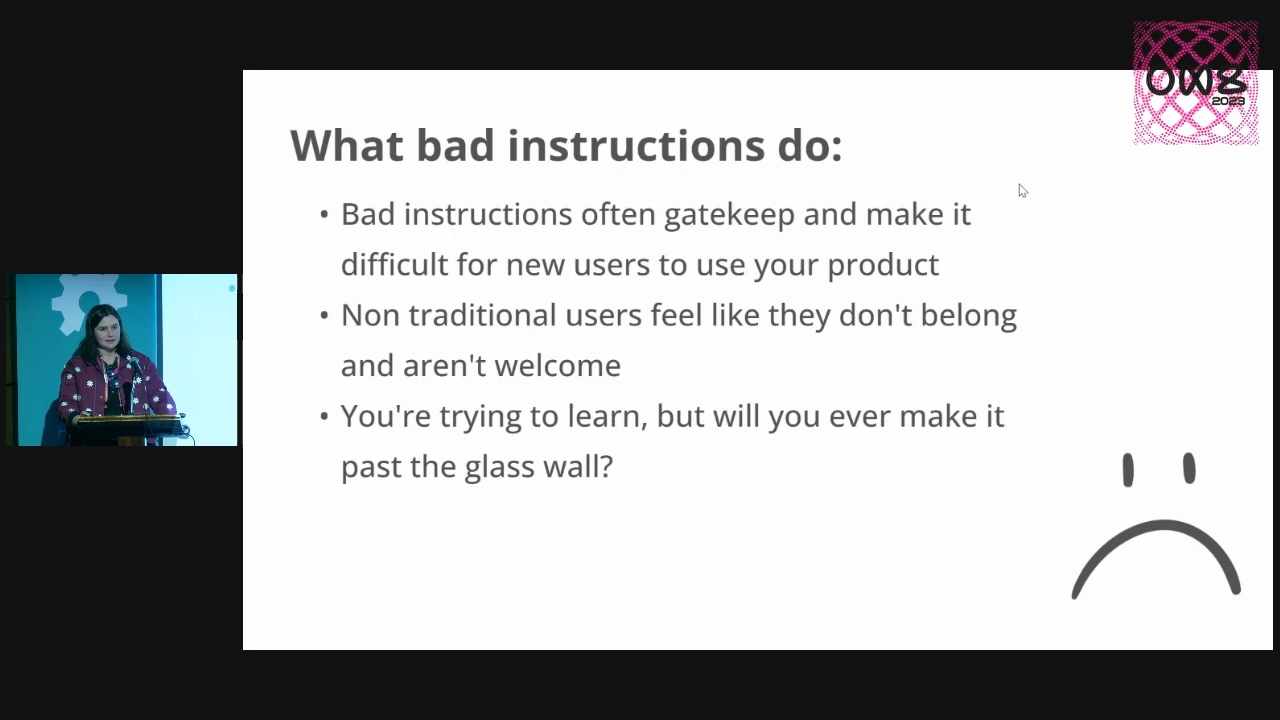 OW8
2023
What bad instructions do:
• Bad instructions often gatekeep and make it
difficult for new users to use your product
• Non traditional users feel like they don't belong
and aren't welcome
• You're trying to learn, but will you ever make it
past the glass wall?